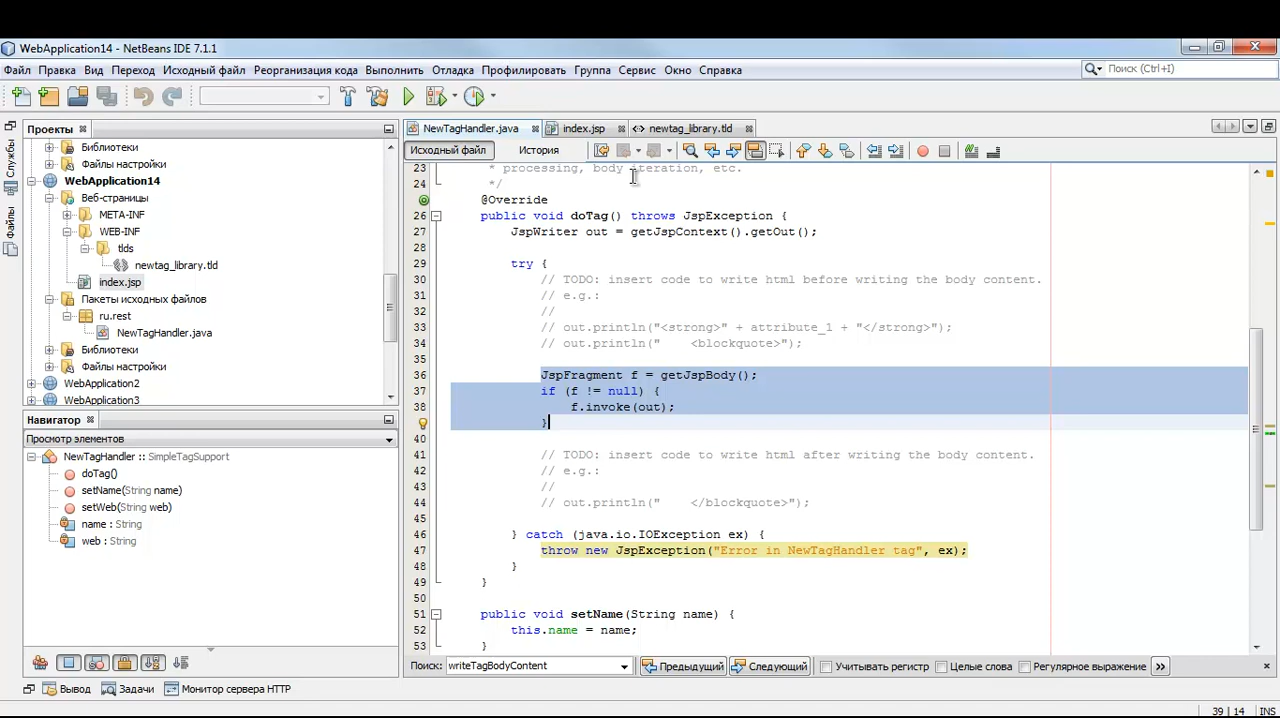 WebApplication14 - NetBeans IDE 7.1.1
Файл Правка Вид Переход Исходный файл Реорганизация кода Выполнить Отладка Профилировать Группа Сервис Окно Справка
Поиск (Ctrl+I)
Проекты
Библиотеки
Файлы настройки
WebApplication14
Веб-страницы
META-INF
WEB-INF
tlds
newtag_library.tld
index.jsp
Пакеты исходных файлов
ru.rest
NewTagHandler.java
Библиотеки
Файлы настройки
WebApplication2
WebApplication3
Службы
Файлы
Навигатор
Просмотр элементов
NewTagHandler :: SimpleTagSupport
doTag()
setName(String name)
setWeb(String web)
name : String
web : String
NewTagHandler.java index.jsp newtag_library.tld
Исходный файл История
23 * processing, body iteration, etc.
24 */
@Override
26 public void doTag() throws JspException {
27 JspWriter out = getJspContext().getOut();
28
29 try {
30 // TODO: insert code to write html before writing the body content.
31 // e.g.:
32 //
33 // out.println("<strong>" + attribute_1 + "</strong>");
34 // out.println("    <blockquote>");
35
36 JspFragment f = getJspBody();
37 if (f != null) {
38 f.invoke(out);
}
40
41 // TODO: insert code to write html after writing the body content.
42 // e.g.:
43 //
44 // out.println("    </blockquote>");
45
46 } catch (java.io.IOException ex) {
47 throw new JspException("Error in NewTagHandler tag", ex);
48 }
49 }
50
51 public void setName(String name) {
52 this.name = name;
53 }
Поиск: writeTagBodyContent Предыдущий Следующий Учитывать регистр Целые слова Регулярное выражение
Вывод Задачи Монитор сервера HTTP
39 | 14 INS